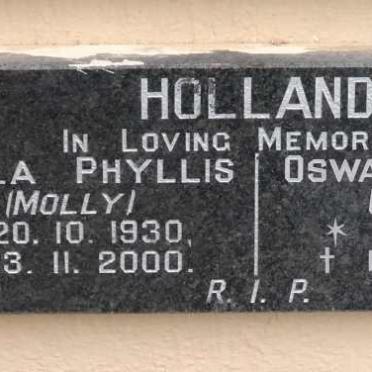 HOLLAND
IN LOVING MEMOR
LA PHYLLIS
(MOLLY)
20. 10. 1930.
3. 11. 2000.
OSWA
*
†
R. I. P.